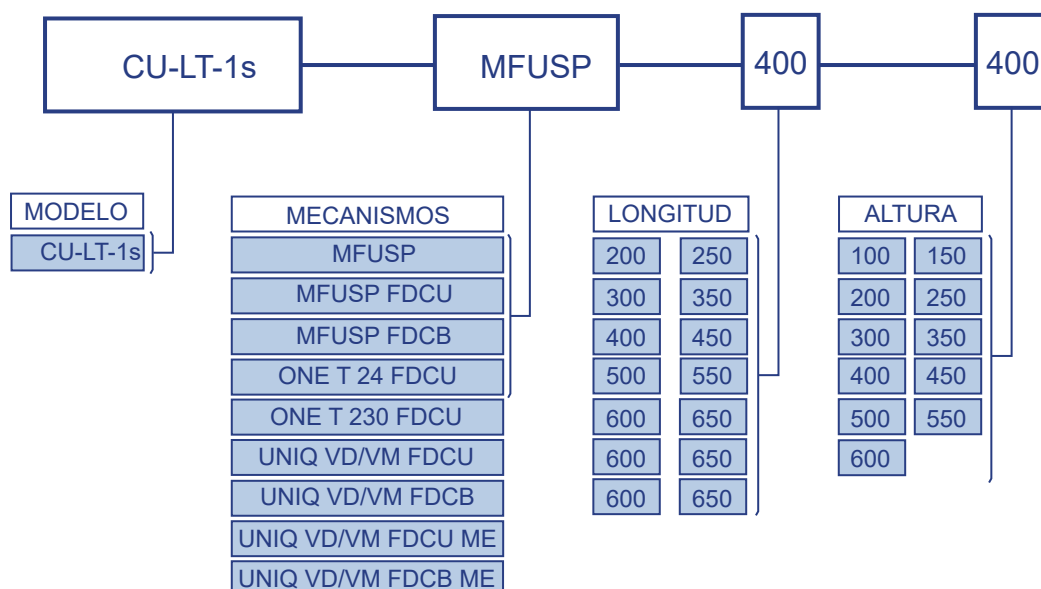 CU-LT-1s MFUSP 400 400
MODELO
CU-LT-1s
MECANISMOS
MFUSP
MFUSP FDCU
MFUSP FDCB
ONE T 24 FDCU
ONE T 230 FDCU
UNIQ VD/VM FDCU
UNIQ VD/VM FDCB
UNIQ VD/VM FDCU ME
UNIQ VD/VM FDCB ME
LONGITUD
200 250
300 350
400 450
500 550
600 650
600 650
600 650
ALTURA
100 150
200 250
300 350
400 450
500 550
600